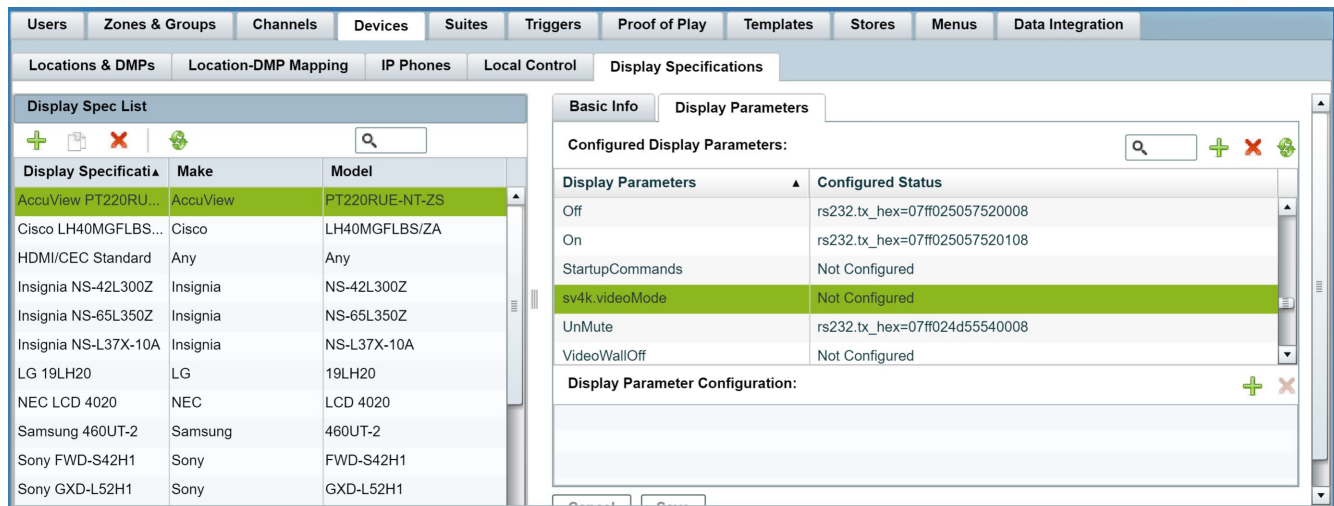 Users Zones & Groups Channels Devices Suites Triggers Proof of Play Templates Stores Menus Data Integration
Locations & DMPs Location-DMP Mapping IP Phones Local Control Display Specifications
Display Spec List
Display Specificati Make Model
AccuView PT220RU... AccuView PT220RUE-NT-ZS
Cisco LH40MGFLBS... Cisco LH40MGFLBS/ZA
HDMI/CEC Standard Any Any
Insignia NS-42L300Z Insignia NS-42L300Z
Insignia NS-65L350Z Insignia NS-65L350Z
Insignia NS-L37X-10A Insignia NS-L37X-10A
LG 19LH20 LG 19LH20
NEC LCD 4020 NEC LCD 4020
Samsung 460UT-2 Samsung 460UT-2
Sony FWD-S42H1 Sony FWD-S42H1
Sony GXD-L52H1 Sony GXD-L52H1
Basic Info Display Parameters
Configured Display Parameters:
Display Parameters Configured Status
Off rs232.tx_hex=07ff025057520008
On rs232.tx_hex=07ff025057520108
StartupCommands Not Configured
sv4k.videoMode Not Configured
UnMute rs232.tx_hex=07ff024d55540008
VideoWallOff Not Configured
Display Parameter Configuration: